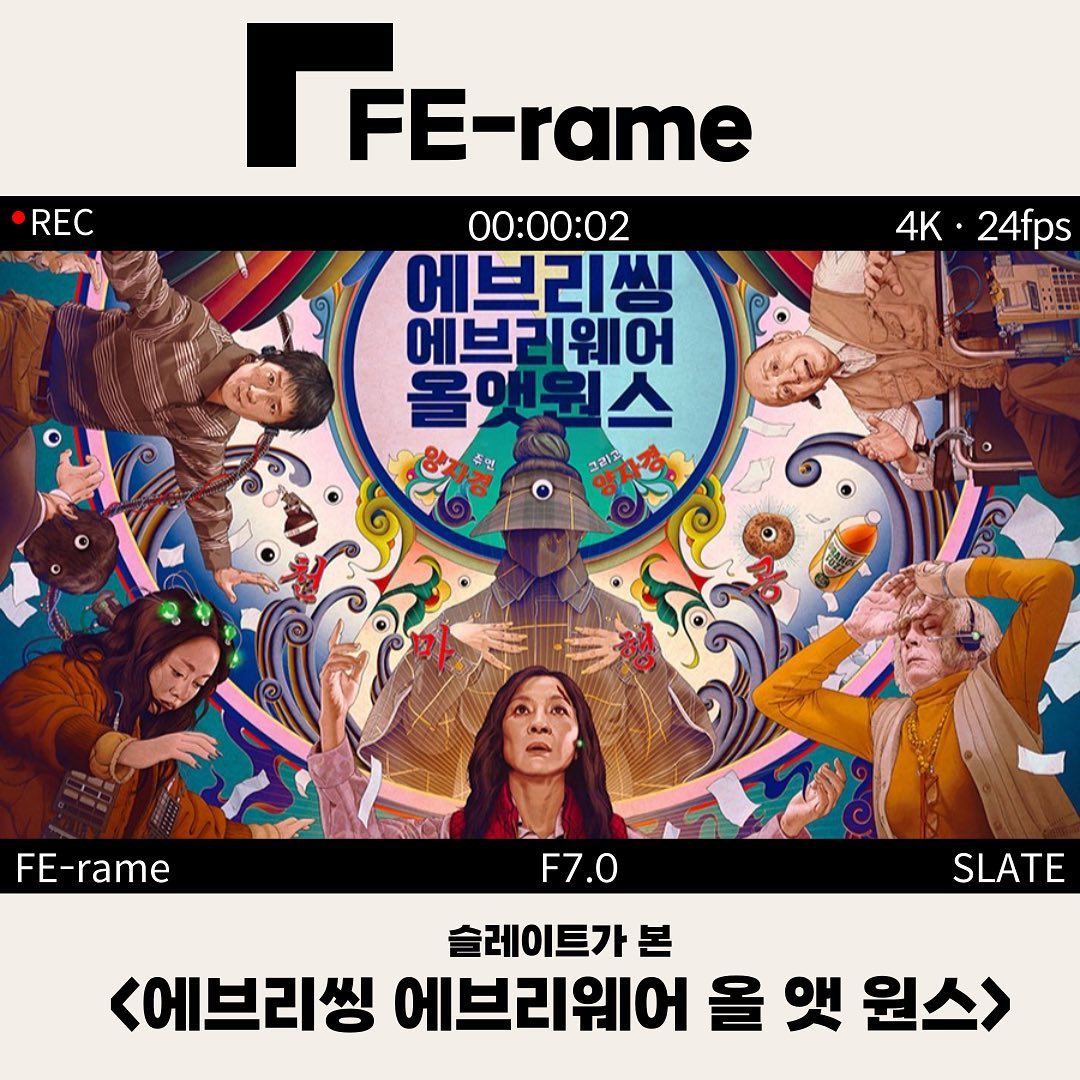 FE-rame
REC 00:00:02 4K · 24fps
에브리씽
에브리웨어
올앳원스
양자경 주연 그리고 양자경
천
공
마 행
FE-rame F7.0 SLATE
슬레이트가 본
<에브리씽 에브리웨어 올 앳 원스>